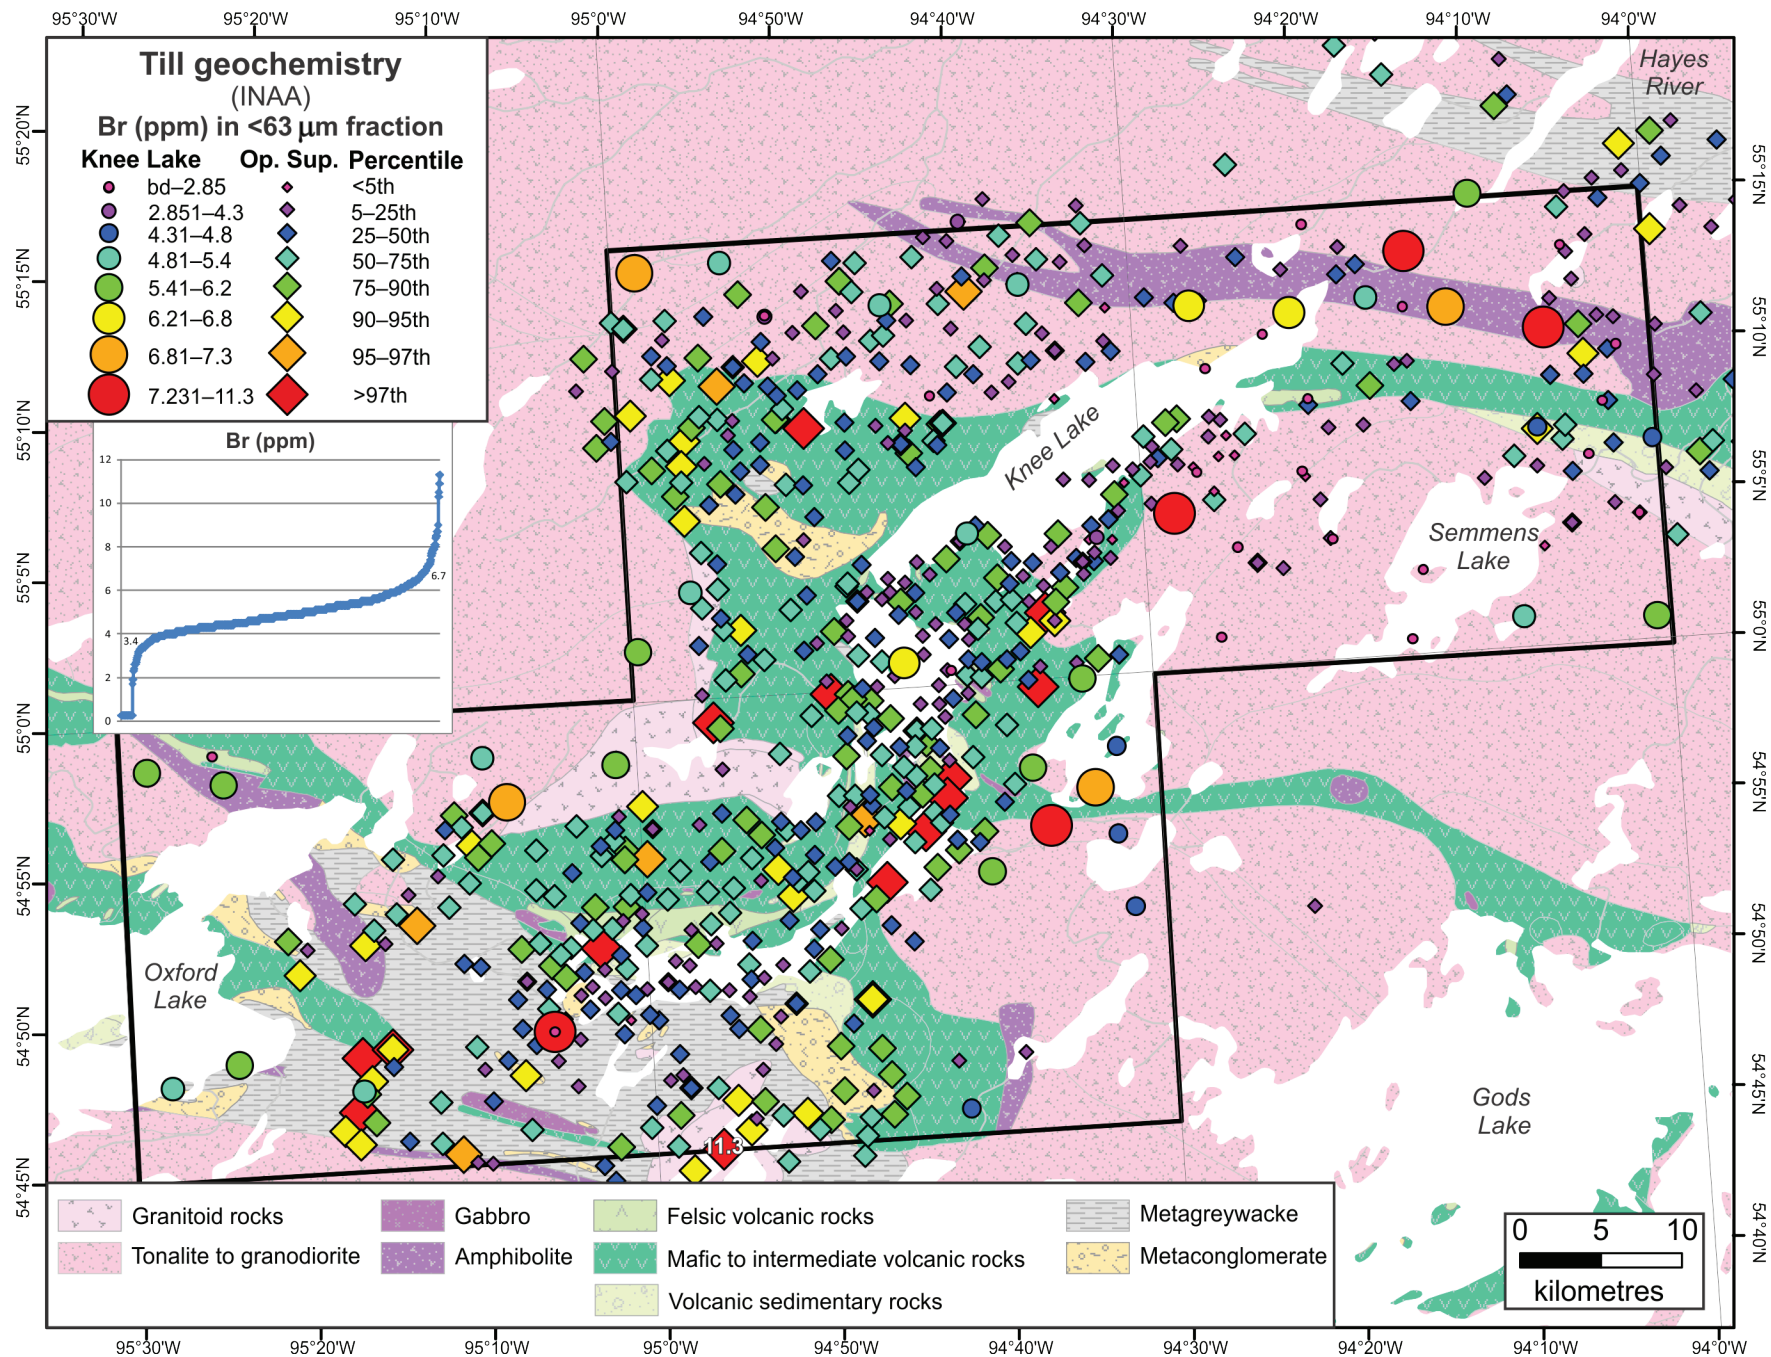 95°30'W 95°20'W 95°10'W 95°0'W 94°50'W 94°40'W 94°30'W 94°20'W 94°10'W 94°0'W
Till geochemistry
(INAA)
Br (ppm) in <63 µm fraction
Knee Lake Op. Sup. Percentile
bd–2.85 <5th
2.851–4.3 5–25th
4.31–4.8 25–50th
4.81–5.4 50–75th
5.41–6.2 75–90th
6.21–6.8 90–95th
6.81–7.3 95–97th
7.231–11.3 >97th
Br (ppm)
12
10
8
6
4
2
0
3.4
6.7
Hayes
River
Knee Lake
Semmens
Lake
Oxford
Lake
Gods
Lake
11.3
55°20'N
55°15'N
55°10'N
55°5'N
55°0'N
54°55'N
54°50'N
54°45'N
55°15'N
55°10'N
55°5'N
55°0'N
54°55'N
54°50'N
54°45'N
54°40'N
Granitoid rocks
Tonalite to granodiorite
Gabbro
Amphibolite
Felsic volcanic rocks
Mafic to intermediate volcanic rocks
Volcanic sedimentary rocks
Metagreywacke
Metaconglomerate
0 5 10
kilometres
95°30'W 95°20'W 95°10'W 95°0'W 94°50'W 94°40'W 94°30'W 94°20'W 94°10'W 94°0'W